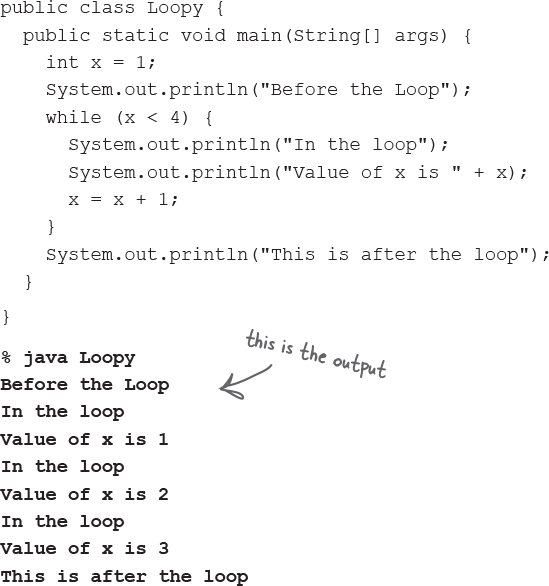 public class Loopy {
  public static void main(String[] args) {
    int x = 1;
    System.out.println("Before the Loop");
    while (x < 4) {
      System.out.println("In the loop");
      System.out.println("Value of x is " + x);
      x = x + 1;
    }
    System.out.println("This is after the loop");
  }
}
% java Loopy
this is the output
Before the Loop
In the loop
Value of x is 1
In the loop
Value of x is 2
In the loop
Value of x is 3
This is after the loop